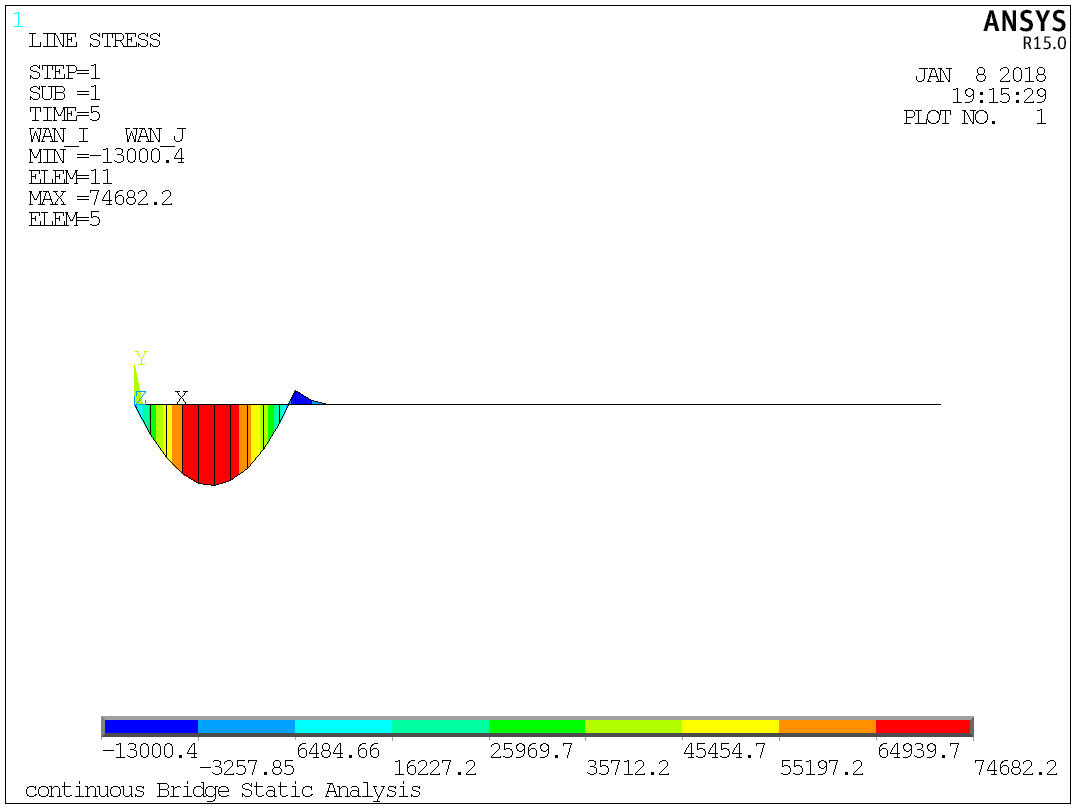 1
ANSYS
R15.0
LINE STRESS
STEP=1
SUB =1
TIME=5
WAN_I   WAN_J
MIN =-13000.4
ELEM=11
MAX =74682.2
ELEM=5
JAN  8 2018
19:15:29
PLOT NO.   1
Y
Z X
-13000.4 6484.66 25969.7 45454.7 64939.7
-3257.85 16227.2 35712.2 55197.2 74682.2
continuous Bridge Static Analysis